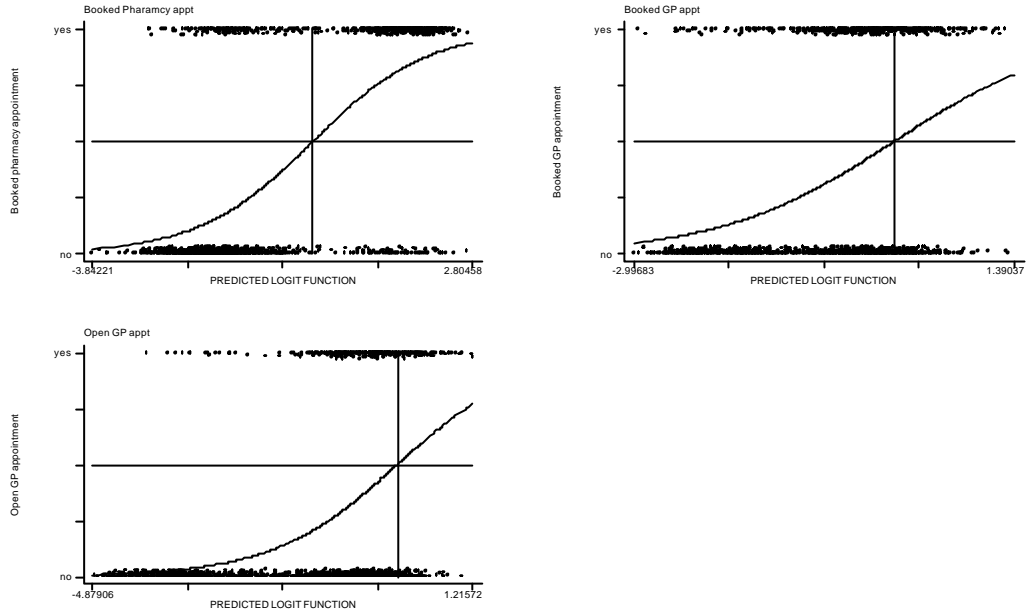 Booked Pharamcy appt
yes
Booked pharmacy appointment
no
-3.84221
2.80458
PREDICTED LOGIT FUNCTION
Booked GP appt
yes
Booked GP appointment
no
-2.99683
1.39037
PREDICTED LOGIT FUNCTION
Open GP appt
yes
Open GP appointment
no
-4.87906
1.21572
PREDICTED LOGIT FUNCTION